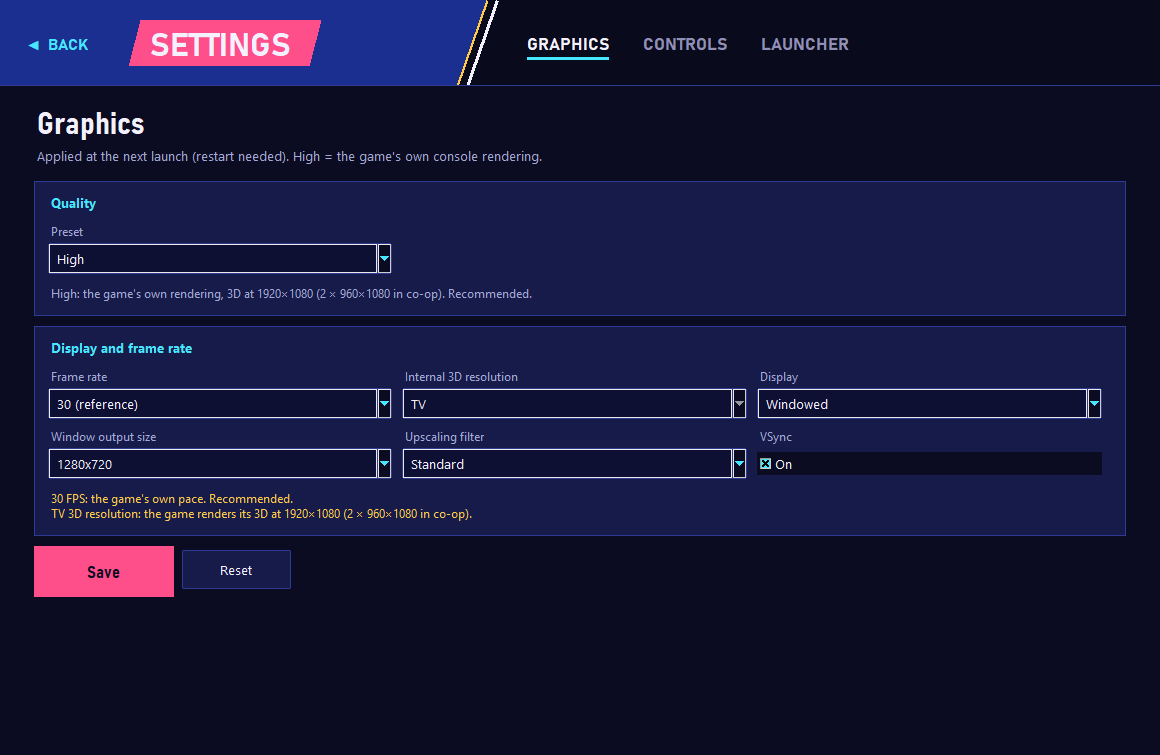 ◄ BACK
SETTINGS
GRAPHICS
CONTROLS
LAUNCHER
Graphics
Applied at the next launch (restart needed). High = the game's own console rendering.
Quality
Preset
High
High: the game's own rendering, 3D at 1920×1080 (2 × 960×1080 in co-op). Recommended.
Display and frame rate
Frame rate
Internal 3D resolution
Display
30 (reference)
TV
Windowed
Window output size
Upscaling filter
VSync
1280x720
Standard
On
30 FPS: the game's own pace. Recommended.
TV 3D resolution: the game renders its 3D at 1920×1080 (2 × 960×1080 in co-op).
Save
Reset